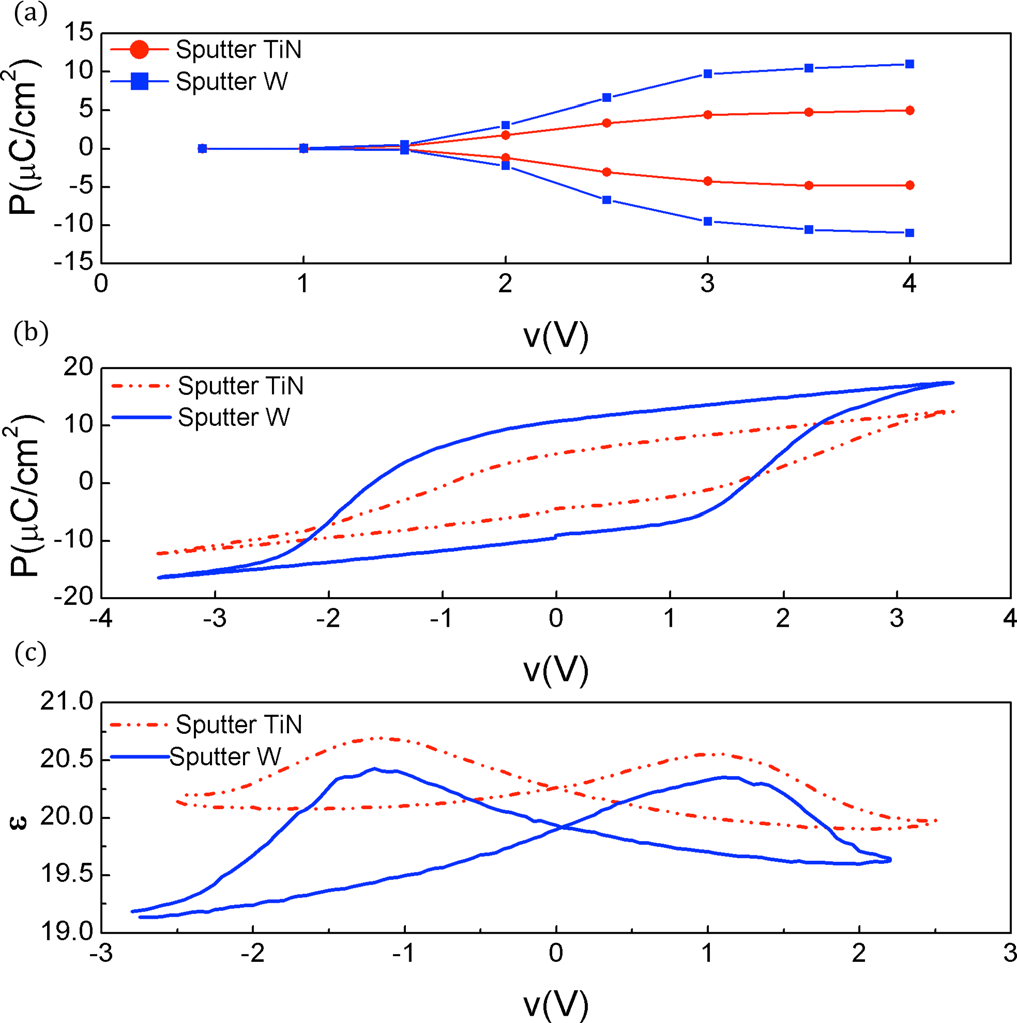 (a)
Sputter TiN
Sputter W
P(μC/cm²)
15
10
5
0
-5
-10
-15
0 1 2 3 4
v(V)
(b)
Sputter TiN
Sputter W
P(μC/cm²)
20
10
0
-10
-20
-4 -3 -2 -1 0 1 2 3 4
v(V)
(c)
Sputter TiN
Sputter W
ε
21.0
20.5
20.0
19.5
19.0
-3 -2 -1 0 1 2 3
v(V)